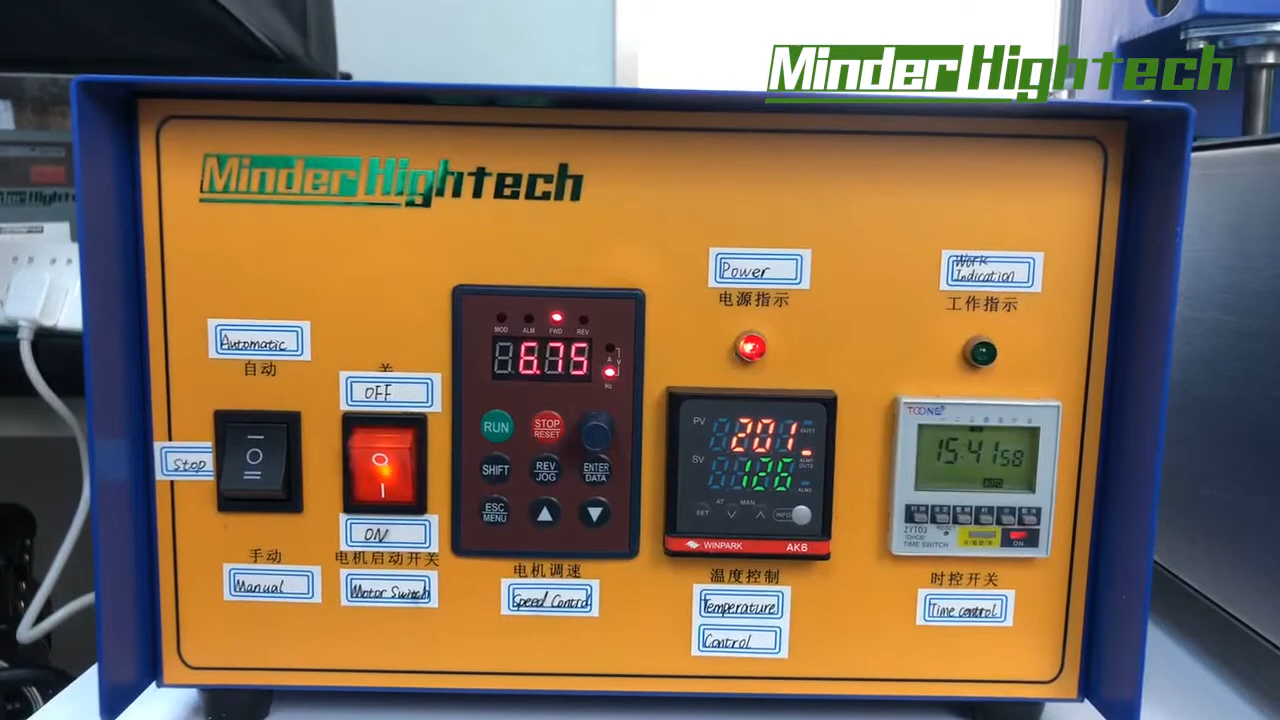 Minder Hightech
Minder Hightech
Power
电源指示
Work
Indication
工作指示
Automatic
自动
关
OFF
Stop
ON
电机启动开关
Motor Switch
手动
Manual
MOD ALM FWD REV
6.75
A
V
Hz
RUN
STOP
RESET
SHIFT
REV
JOG
ENTER
DATA
ESC
MENU
电机调速
Speed Control
PV
201
OUT1
SV
126
ALM1
OUT2
ALM2
AT MAN
SET
INFO
WINPARK AK6
温度控制
Temperature
Control
TOONE
15:41 58
AUTO
RESET
ZYT03
TIME SWITCH
ON
时控开关
Time control